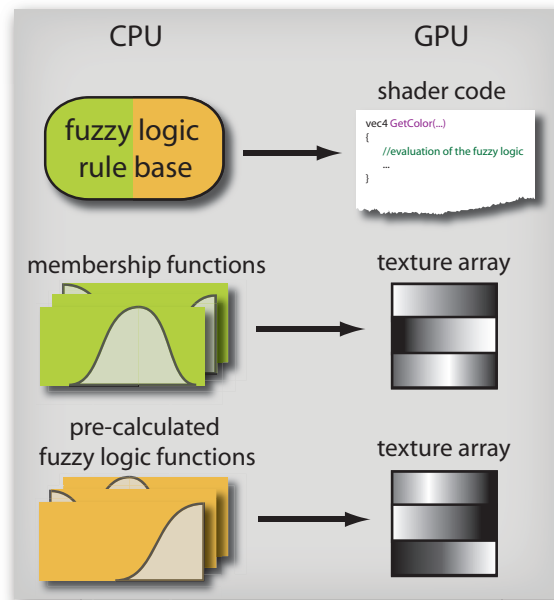 CPU
GPU
fuzzy logic
rule base
shader code
vec4 GetColor(...)
{
//evaluation of the fuzzy logic
...
}
membership functions
texture array
pre-calculated
fuzzy logic functions
texture array